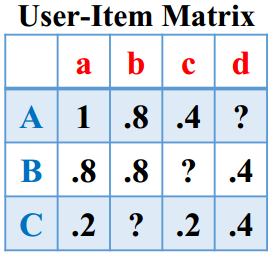 User-Item Matrix
a b c d
A 1 .8 .4 ?
B .8 .8 ? .4
C .2 ? .2 .4